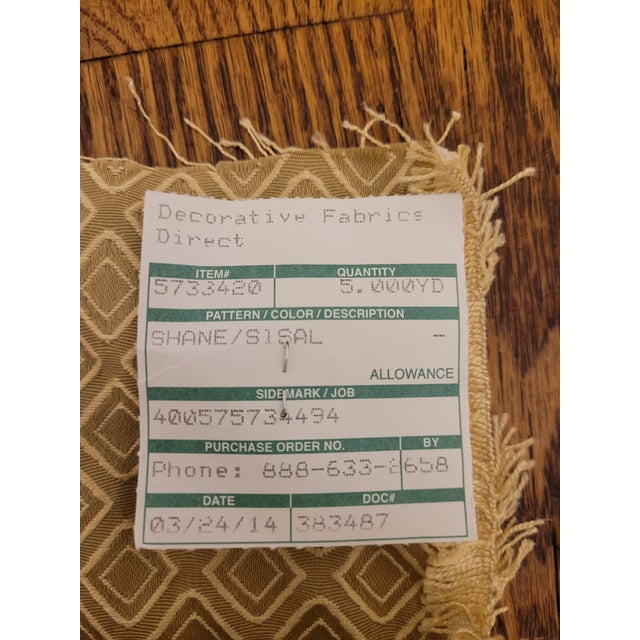 Decorative Fabrics
Direct
ITEM# QUANTITY
5733420 5.000YD
PATTERN / COLOR / DESCRIPTION
SHANE/SISAL -
ALLOWANCE
SIDEMARK / JOB
400575734494
PURCHASE ORDER NO. BY
Phone: 888-633-2658
DATE DOC#
03/24/14 383487